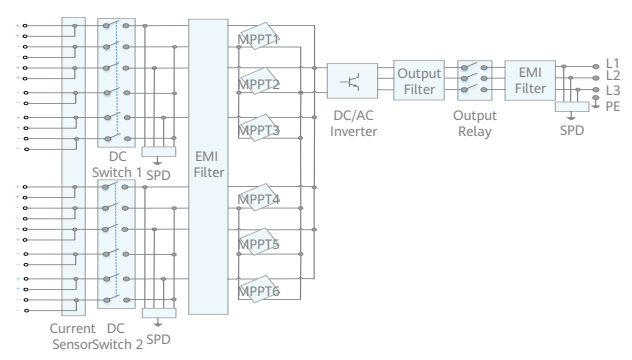 MPPT1
MPPT2
MPPT3
MPPT4
MPPT5
MPPT6
DC
Switch 1
SPD
EMI
Filter
Current
Sensor
DC
Switch 2
SPD
DC/AC
Inverter
Output
Filter
Output
Relay
EMI
Filter
L1
L2
L3
PE
SPD